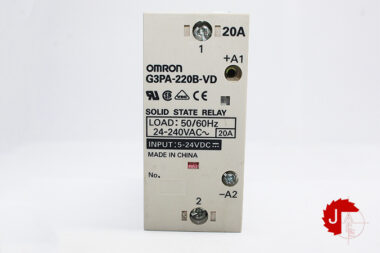 20A
1
+A1
OMRON
G3PA-220B-VD
SOLID STATE RELAY
LOAD: 50/60Hz
24-240VAC~ 20A
INPUT: 5-24VDC⎓
MADE IN CHINA
No.
-A2
2